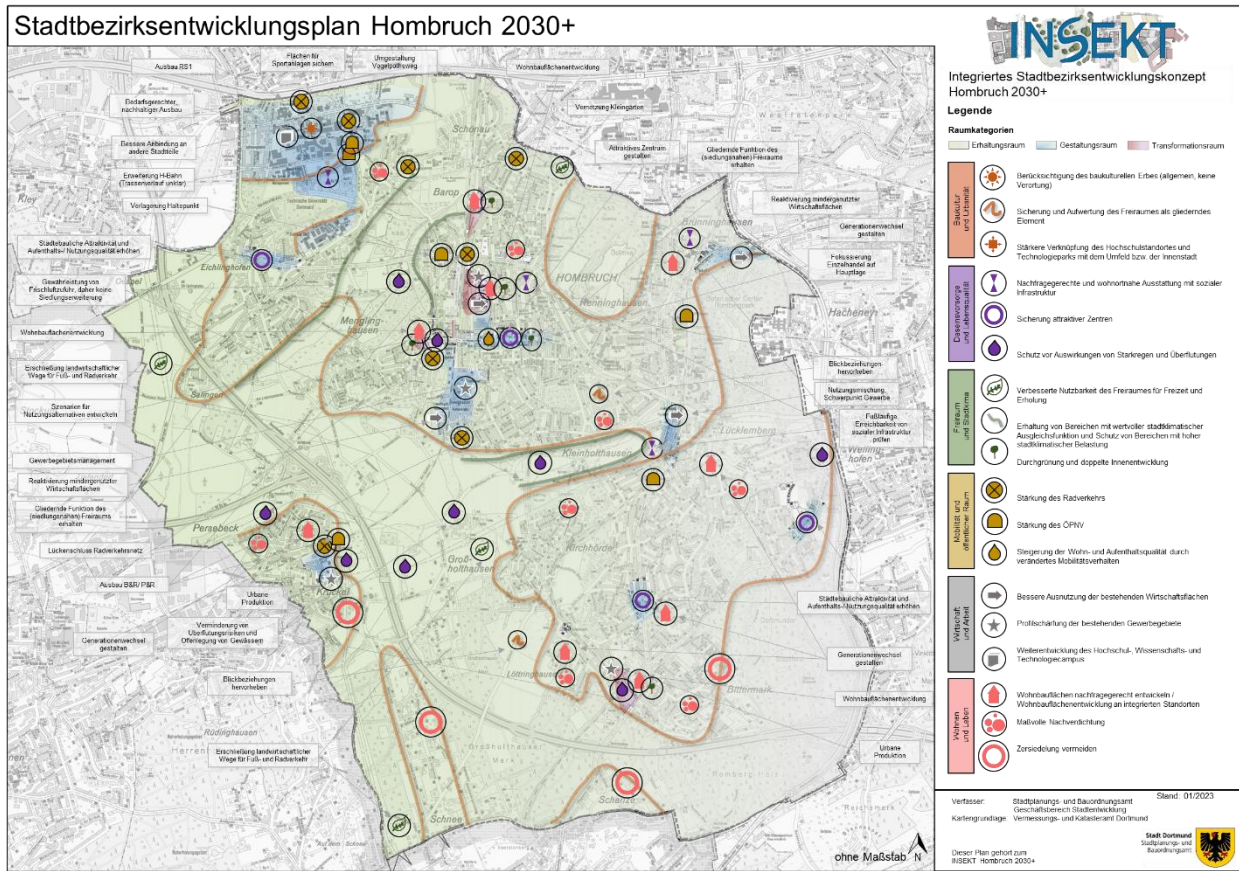 Stadtbezirksentwicklungsplan Hombruch 2030+
Ausbau RS1
Flächen für
Sportanlagen sichern
Umgestaltung
Vogelpothsweg
Wohnbauflächenentwicklung
Bedarfsgerechter,
nachhaltiger Ausbau
Vernetzung Kleingärten
Bessere Anbindung an
andere Stadtteile
Attraktives Zentrum
gestalten
Gliedernde Funktion des
(siedlungsnahen) Freiraums
erhalten
Erweiterung H-Bahn
(Trassenverlauf unklar)
Verlagerung Haltepunkt
Reaktivierung mindergenutzter
Wirtschaftsflächen
Generationenwechsel
gestalten
Städtebauliche Attraktivität und
Aufenthalts-/ Nutzungsqualität erhöhen
Fokussierung
Einzelhandel auf
Hauptlage
Gewährleistung von
Frischluftzufuhr, daher keine
Siedlungserweiterung
Wohnbauflächenentwicklung
Erschließung landwirtschaftlicher
Wege für Fuß- und Radverkehr
Blickbeziehungen
hervorheben
Szenarien für
Nutzungsalternativen entwickeln
Nutzungsmischung,
Schwerpunkt Gewerbe
Fußläufige
Erreichbarkeit von
sozialer Infrastruktur
prüfen
Gewerbegebietsmanagement
Reaktivierung mindergenutzter
Wirtschaftsflächen
Gliedernde Funktion des
(siedlungsnahen) Freiraums
erhalten
Lückenschluss Radverkehrsnetz
Ausbau B&R/ P&R
Urbane
Produktion
Städtebauliche Attraktivität und
Aufenthalts-/ Nutzungsqualität erhöhen
Verminderung von
Überflutungsrisiken und
Offenlegung von Gewässern
Generationenwechsel
gestalten
Generationenwechsel
gestalten
Blickbeziehungen
hervorheben
Wohnbauflächenentwicklung
Erschließung landwirtschaftlicher
Wege für Fuß- und Radverkehr
Urbane
Produktion
Schönau
Barop
Kley
Eichlinghofen
Brünninghausen
HOMBRUCH
Renninghausen
Menglinghausen
Hacheney
Salingen
Lücklemberg
Kleinholthausen
Wellinghofen
Persebeck
Kirchhörde
Großholthausen
Kruckel
Löttringhausen
Bittermark
Rüdinghausen
Großholthauser
Mark
Schanze
Schnee
ohne Maßstab N
INSEKT
Integriertes Stadtbezirksentwicklungskonzept
Hombruch 2030+
Legende
Raumkategorien
Erhaltungsraum Gestaltungsraum Transformationsraum
Baukultur
und Urbanität
Berücksichtigung des baukulturellen Erbes (allgemein, keine
Verortung)
Sicherung und Aufwertung des Freiraumes als gliederndes
Element
Stärkere Verknüpfung des Hochschulstandortes und
Technologieparks mit dem Umfeld bzw. der Innenstadt
Daseinsvorsorge
und Lebensqualität
Nachfragegerechte und wohnortnahe Ausstattung mit sozialer
Infrastruktur
Sicherung attraktiver Zentren
Schutz vor Auswirkungen von Starkregen und Überflutungen
Freiraum
und Stadtklima
Verbesserte Nutzbarkeit des Freiraumes für Freizeit und
Erholung
Erhaltung von Bereichen mit wertvoller stadtklimatischer
Ausgleichsfunktion und Schutz von Bereichen mit hoher
stadtklimatischer Belastung
Durchgrünung und doppelte Innenentwicklung
Mobilität und
öffentlicher Raum
Stärkung des Radverkehrs
Stärkung des ÖPNV
Steigerung der Wohn- und Aufenthaltsqualität durch
verändertes Mobilitätsverhalten
Wirtschaft
und Arbeit
Bessere Ausnutzung der bestehenden Wirtschaftsflächen
Profilschärfung der bestehenden Gewerbegebiete
Weiterentwicklung des Hochschul-, Wissenschafts- und
Technologiecampus
Wohnen
und Leben
Wohnbauflächen nachfragegerecht entwickeln /
Wohnbauflächenentwicklung an integrierten Standorten
Maßvolle Nachverdichtung
Zersiedelung vermeiden
Verfasser: Stadtplanungs- und Bauordnungsamt
Geschäftsbereich Stadtentwicklung
Stand: 01/2023
Kartengrundlage: Vermessungs- und Katasteramt Dortmund
Dieser Plan gehört zum
INSEKT Hombruch 2030+
Stadt Dortmund
Stadtplanungs- und
Bauordnungsamt